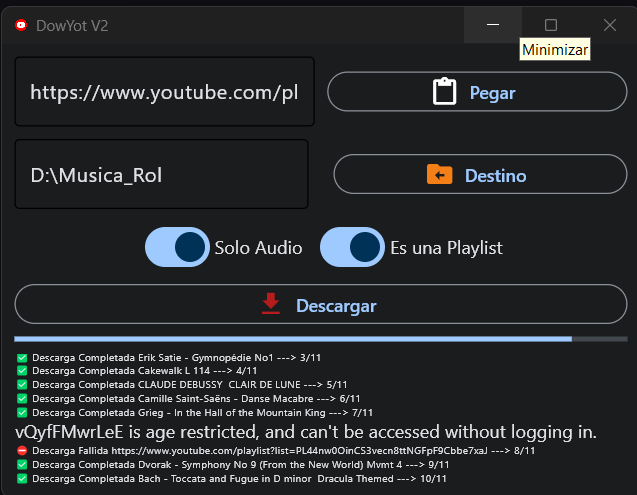 DowYot V2
Minimizar
https://www.youtube.com/pl
Pegar
D:\Musica_Rol
Destino
Solo Audio
Es una Playlist
Descargar
Descarga Completada Erik Satie - Gymnopédie No1 ---> 3/11
Descarga Completada Cakewalk L 114 ---> 4/11
Descarga Completada CLAUDE DEBUSSY  CLAIR DE LUNE ---> 5/11
Descarga Completada Camille Saint-Saëns - Danse Macabre ---> 6/11
Descarga Completada Grieg - In the Hall of the Mountain King ---> 7/11
vQyfFMwrLeE is age restricted, and can't be accessed without logging in.
Descarga Fallida https://www.youtube.com/playlist?list=PL44nw0OinCS3vecn8ttNGFpF9Cbbe7xaJ ---> 8/11
Descarga Completada Dvorak - Symphony No 9 (From the New World) Mvmt 4 ---> 9/11
Descarga Completada Bach - Toccata and Fugue in D minor  Dracula Themed ---> 10/11